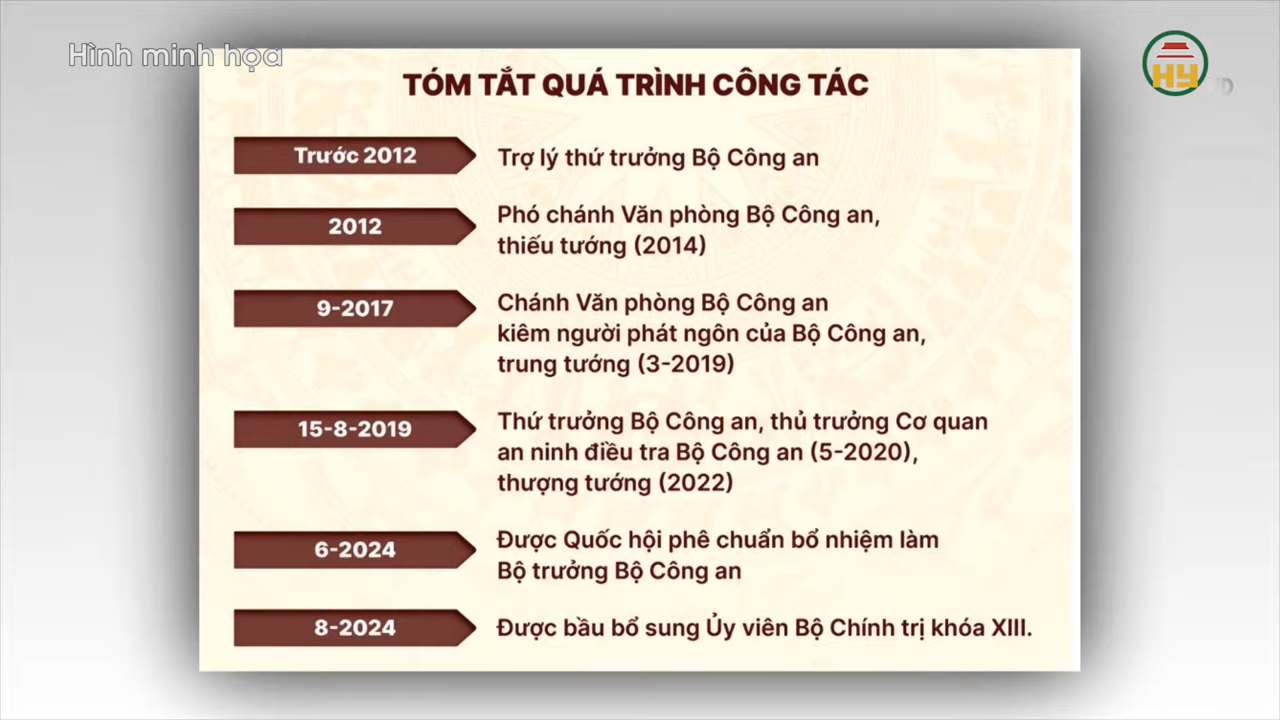 Hình minh họa
HY
TÓM TẮT QUÁ TRÌNH CÔNG TÁC
Trước 2012
Trợ lý thứ trưởng Bộ Công an
2012
Phó chánh Văn phòng Bộ Công an,
thiếu tướng (2014)
9-2017
Chánh Văn phòng Bộ Công an
kiêm người phát ngôn của Bộ Công an,
trung tướng (3-2019)
15-8-2019
Thứ trưởng Bộ Công an, thủ trưởng Cơ quan
an ninh điều tra Bộ Công an (5-2020),
thượng tướng (2022)
6-2024
Được Quốc hội phê chuẩn bổ nhiệm làm
Bộ trưởng Bộ Công an
8-2024
Được bầu bổ sung Ủy viên Bộ Chính trị khóa XIII.